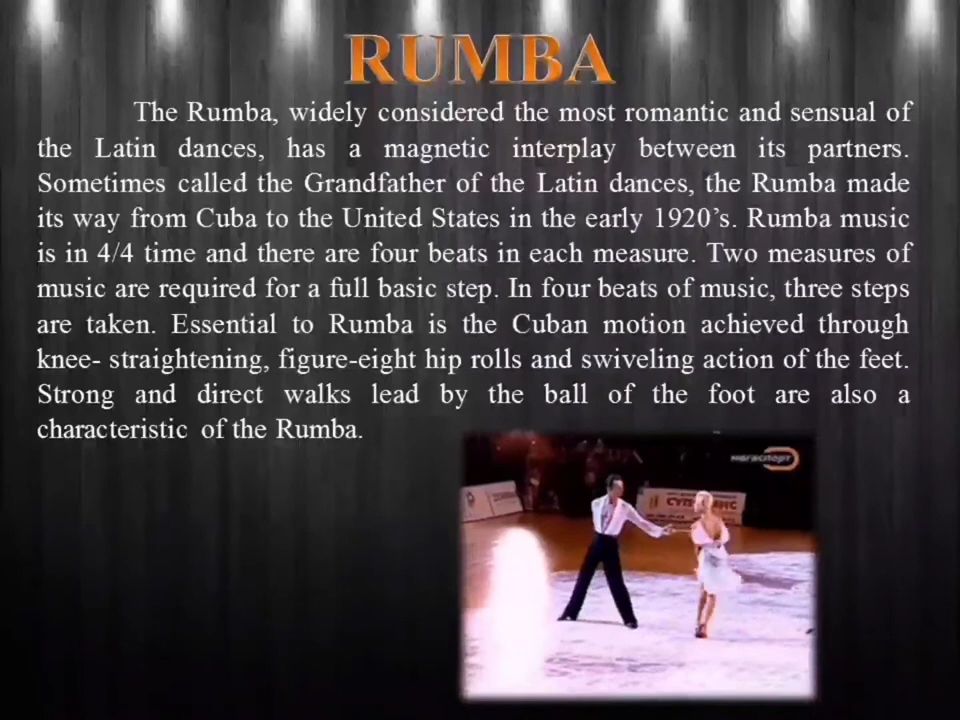 RUMBA
The Rumba, widely considered the most romantic and sensual of
the Latin dances, has a magnetic interplay between its partners.
Sometimes called the Grandfather of the Latin dances, the Rumba made
its way from Cuba to the United States in the early 1920’s. Rumba music
is in 4/4 time and there are four beats in each measure. Two measures of
music are required for a full basic step. In four beats of music, three steps
are taken. Essential to Rumba is the Cuban motion achieved through
knee- straightening, figure-eight hip rolls and swiveling action of the feet.
Strong and direct walks lead by the ball of the foot are also a
characteristic of the Rumba.
мегаспорт